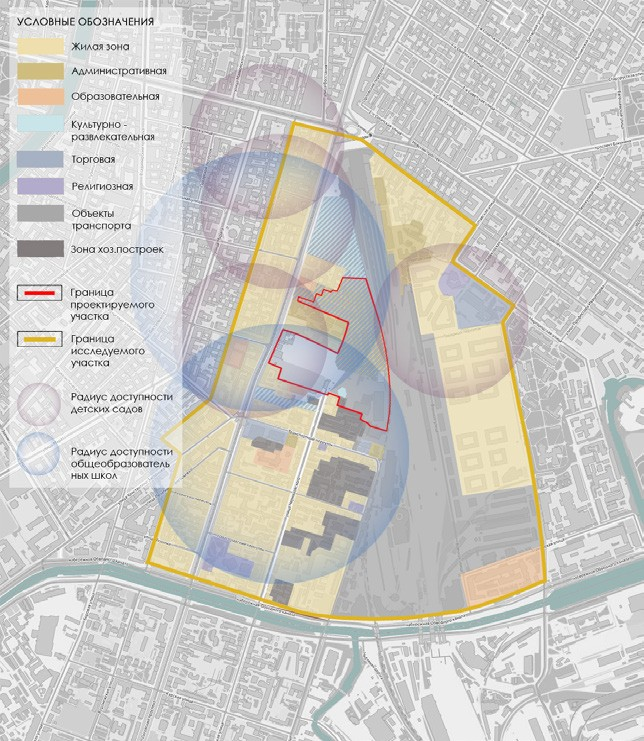 УСЛОВНЫЕ ОБОЗНАЧЕНИЯ
Жилая зона
Административная
Образовательная
Культурно -
развлекательная
Торговая
Религиозная
Объекты
транспорта
Зона хоз.построек
Граница
проектируемого
участка
Граница
исследуемого
участка
Радиус доступности
детских садов
Радиус доступности
общеобразователь
ных школ